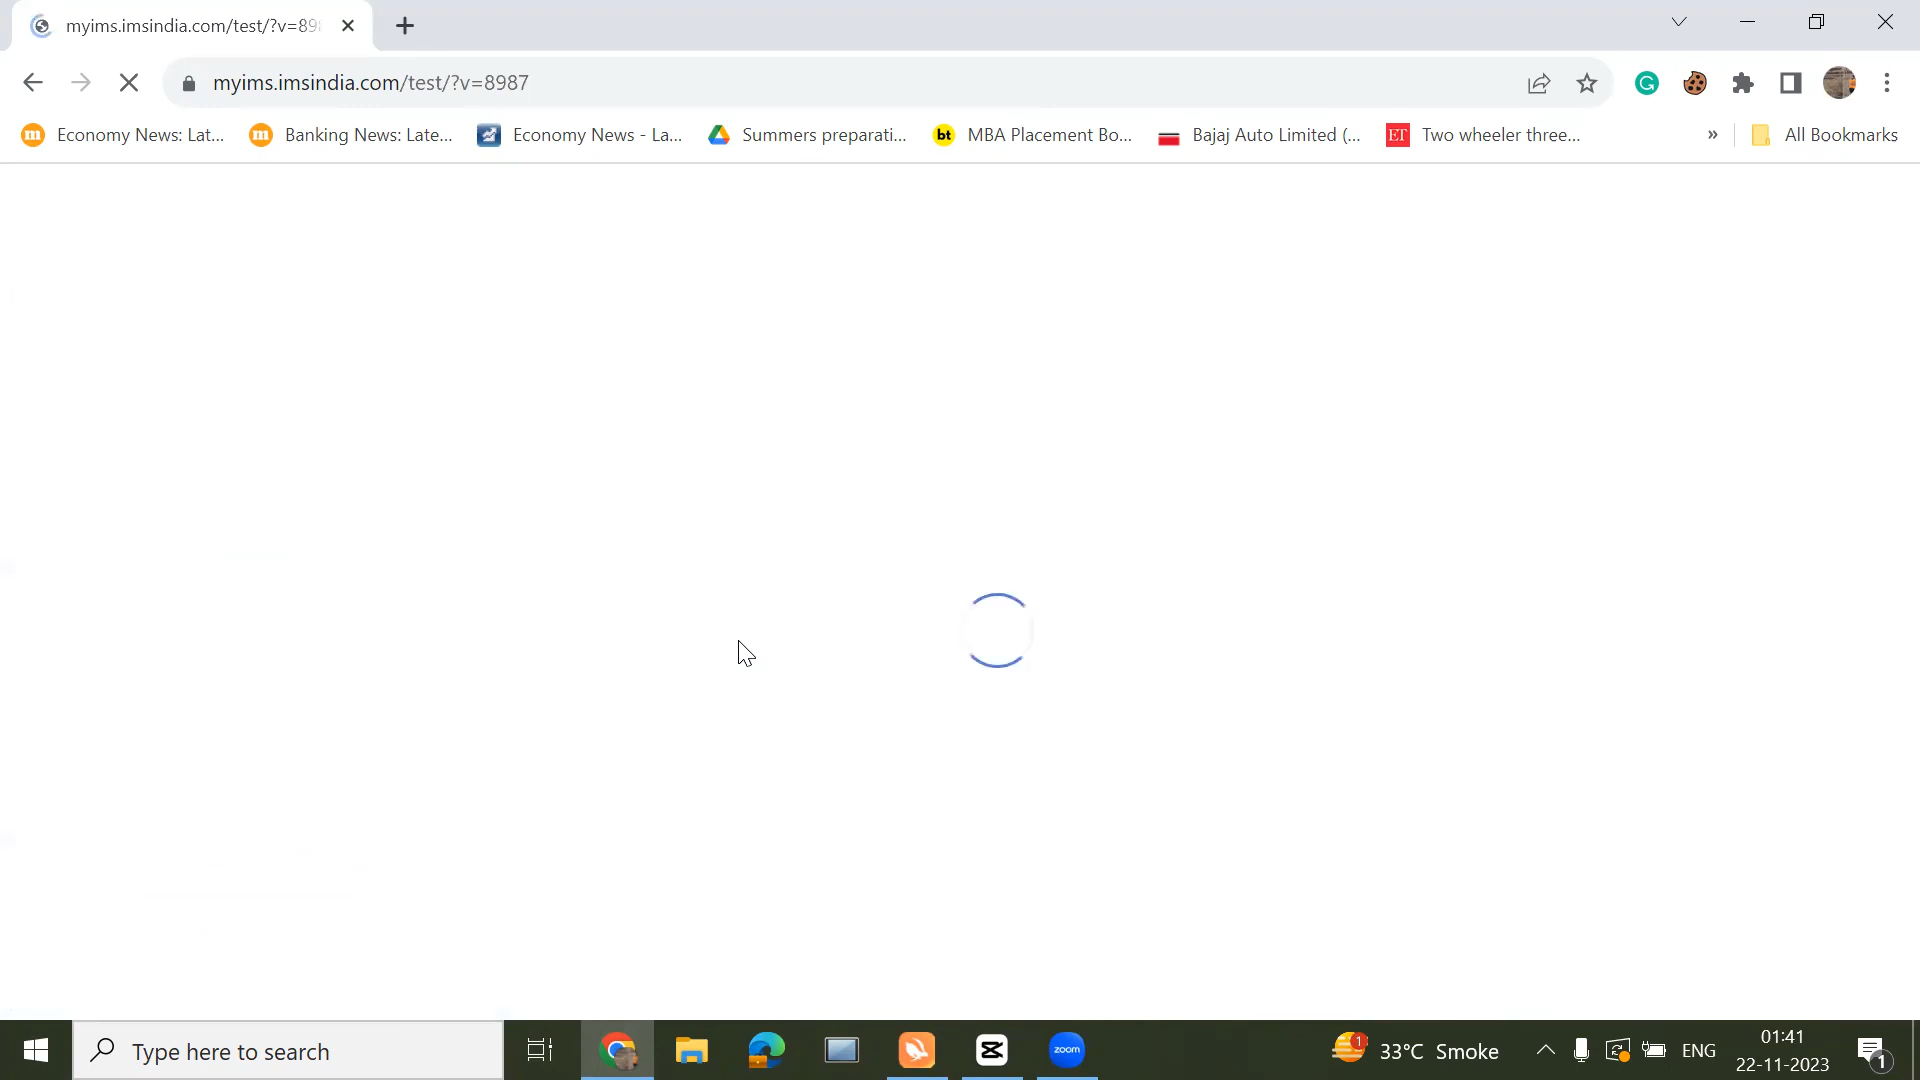 myims.imsindia.com/test/?v=898
myims.imsindia.com/test/?v=8987
Economy News: Lat...
Banking News: Late...
Economy News - La...
Summers preparati...
bt
MBA Placement Bo...
Bajaj Auto Limited (...
ET
Two wheeler three...
»
All Bookmarks
Type here to search
zoom
1
33°C Smoke
ENG
01:41
22-11-2023
1